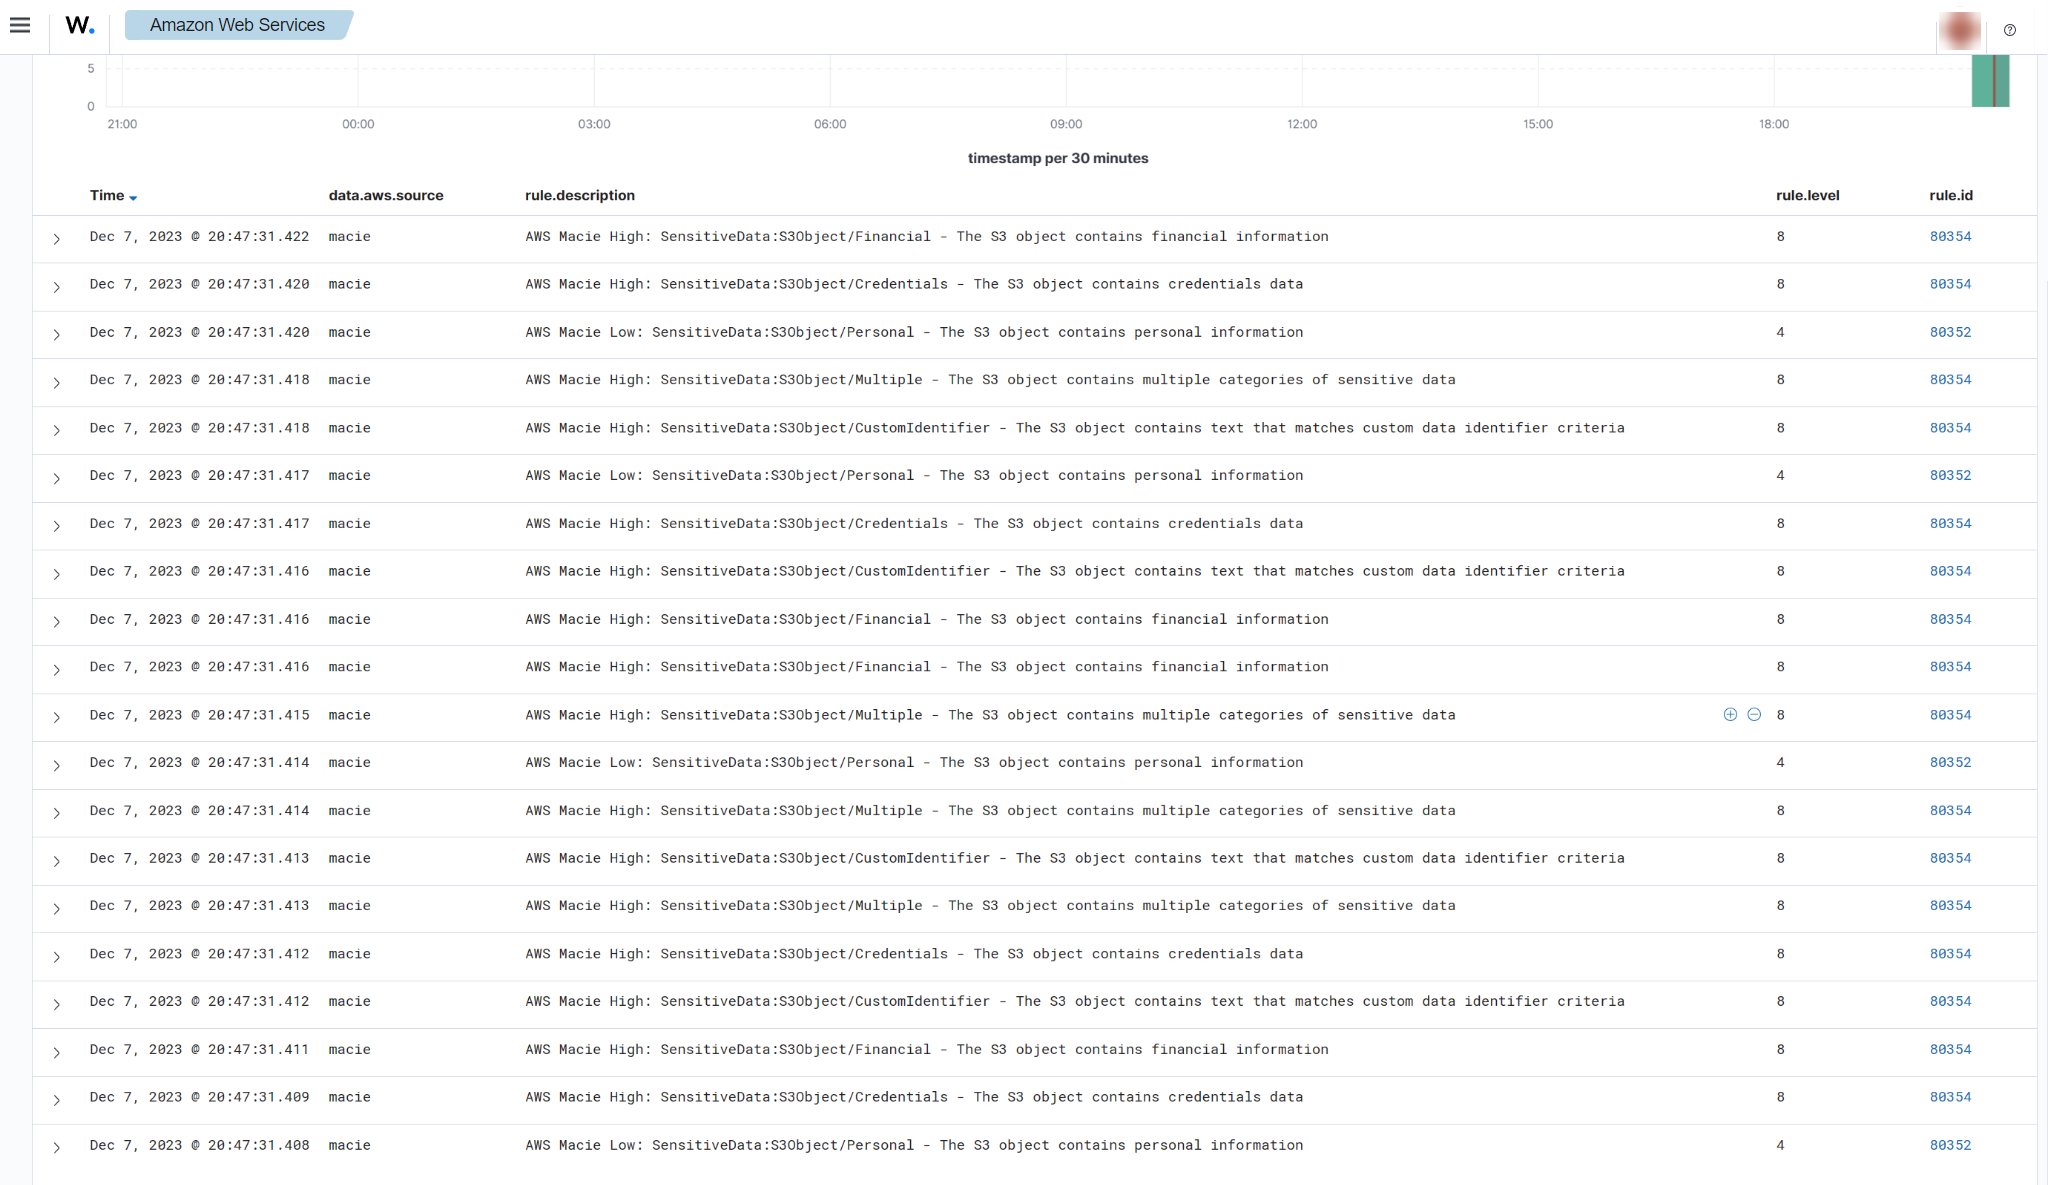 W.
Amazon Web Services
5
0
21:00 00:00 03:00 06:00 09:00 12:00 15:00 18:00
timestamp per 30 minutes
Time data.aws.source rule.description rule.level rule.id
Dec 7, 2023 @ 20:47:31.422 macie AWS Macie High: SensitiveData:S3Object/Financial - The S3 object contains financial information 8 80354
Dec 7, 2023 @ 20:47:31.420 macie AWS Macie High: SensitiveData:S3Object/Credentials - The S3 object contains credentials data 8 80354
Dec 7, 2023 @ 20:47:31.420 macie AWS Macie Low: SensitiveData:S3Object/Personal - The S3 object contains personal information 4 80352
Dec 7, 2023 @ 20:47:31.418 macie AWS Macie High: SensitiveData:S3Object/Multiple - The S3 object contains multiple categories of sensitive data 8 80354
Dec 7, 2023 @ 20:47:31.418 macie AWS Macie High: SensitiveData:S3Object/CustomIdentifier - The S3 object contains text that matches custom data identifier criteria 8 80354
Dec 7, 2023 @ 20:47:31.417 macie AWS Macie Low: SensitiveData:S3Object/Personal - The S3 object contains personal information 4 80352
Dec 7, 2023 @ 20:47:31.417 macie AWS Macie High: SensitiveData:S3Object/Credentials - The S3 object contains credentials data 8 80354
Dec 7, 2023 @ 20:47:31.416 macie AWS Macie High: SensitiveData:S3Object/CustomIdentifier - The S3 object contains text that matches custom data identifier criteria 8 80354
Dec 7, 2023 @ 20:47:31.416 macie AWS Macie High: SensitiveData:S3Object/Financial - The S3 object contains financial information 8 80354
Dec 7, 2023 @ 20:47:31.416 macie AWS Macie High: SensitiveData:S3Object/Financial - The S3 object contains financial information 8 80354
Dec 7, 2023 @ 20:47:31.415 macie AWS Macie High: SensitiveData:S3Object/Multiple - The S3 object contains multiple categories of sensitive data 8 80354
Dec 7, 2023 @ 20:47:31.414 macie AWS Macie Low: SensitiveData:S3Object/Personal - The S3 object contains personal information 4 80352
Dec 7, 2023 @ 20:47:31.414 macie AWS Macie High: SensitiveData:S3Object/Multiple - The S3 object contains multiple categories of sensitive data 8 80354
Dec 7, 2023 @ 20:47:31.413 macie AWS Macie High: SensitiveData:S3Object/CustomIdentifier - The S3 object contains text that matches custom data identifier criteria 8 80354
Dec 7, 2023 @ 20:47:31.413 macie AWS Macie High: SensitiveData:S3Object/Multiple - The S3 object contains multiple categories of sensitive data 8 80354
Dec 7, 2023 @ 20:47:31.412 macie AWS Macie High: SensitiveData:S3Object/Credentials - The S3 object contains credentials data 8 80354
Dec 7, 2023 @ 20:47:31.412 macie AWS Macie High: SensitiveData:S3Object/CustomIdentifier - The S3 object contains text that matches custom data identifier criteria 8 80354
Dec 7, 2023 @ 20:47:31.411 macie AWS Macie High: SensitiveData:S3Object/Financial - The S3 object contains financial information 8 80354
Dec 7, 2023 @ 20:47:31.409 macie AWS Macie High: SensitiveData:S3Object/Credentials - The S3 object contains credentials data 8 80354
Dec 7, 2023 @ 20:47:31.408 macie AWS Macie Low: SensitiveData:S3Object/Personal - The S3 object contains personal information 4 80352